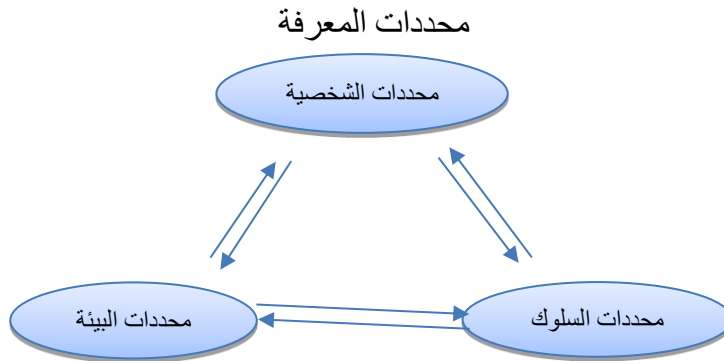 محددات المعرفة
محددات الشخصية
محددات البيئة
محددات السلوك